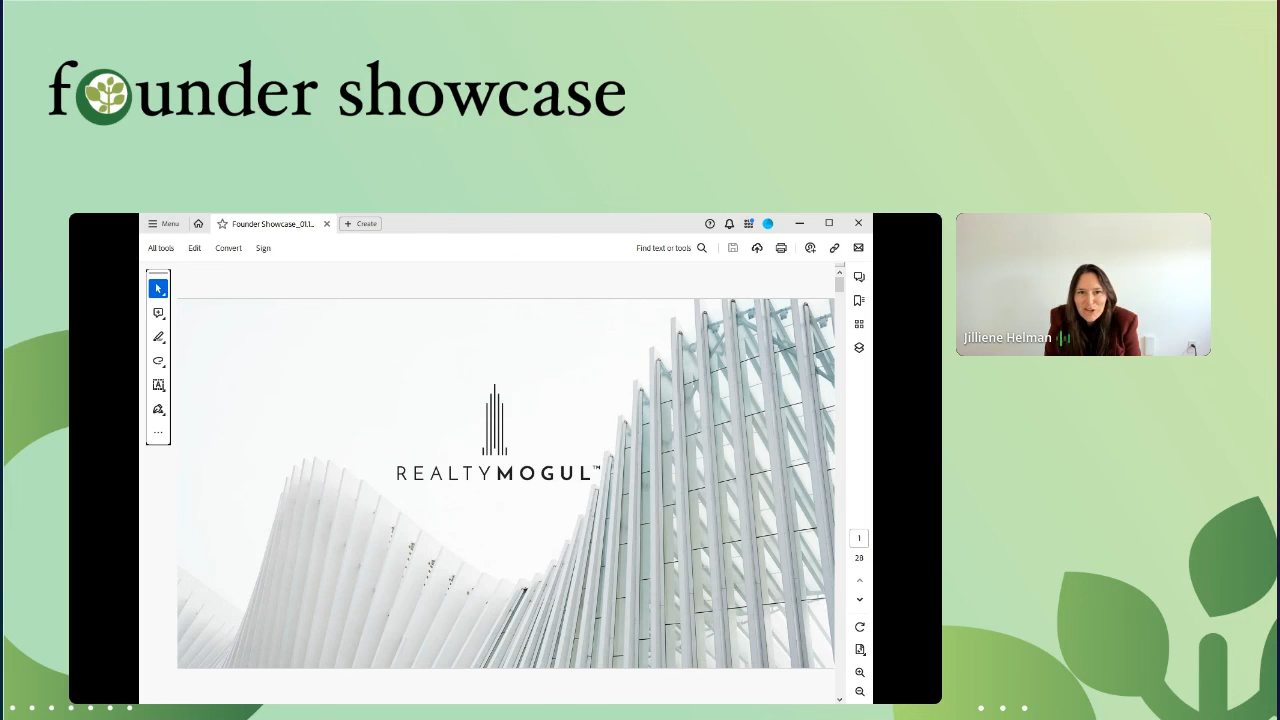 founder showcase
Menu
Founder Showcase_01.1...
Create
All tools
Edit
Convert
Sign
Find text or tools
REALTYMOGUL™
Jilliene Helman
1
20